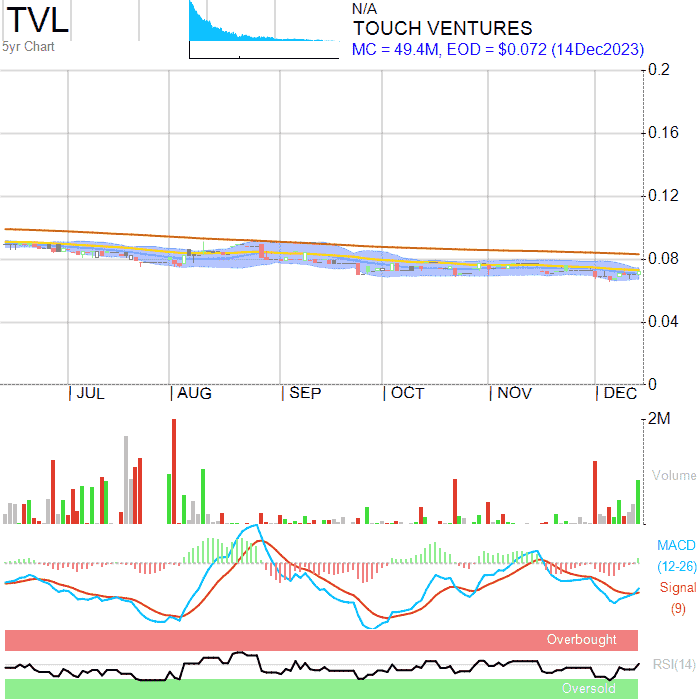 TVL
5yr Chart
N/A
TOUCH VENTURES
MC = 49.4M, EOD = $0.072 (14Dec2023)
0.2
0.16
0.12
0.08
0.04
0
JUL AUG SEP OCT NOV DEC
2M
Volume
MACD
(12-26)
Signal
(9)
Overbought
RSI(14)
Oversold